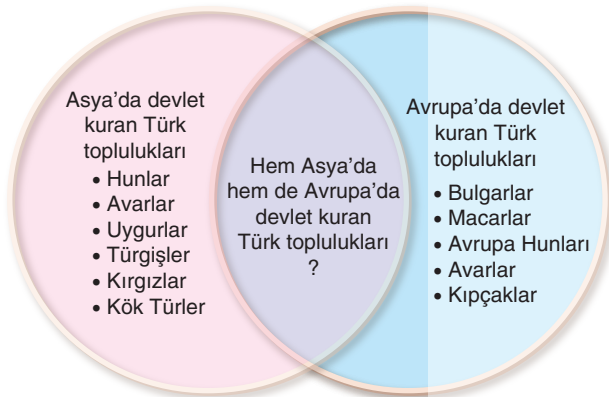 Asya’da devlet
kuran Türk
toplulukları
• Hunlar
• Avarlar
• Uygurlar
• Türgişler
• Kırgızlar
• Kök Türler
Hem Asya’da
hem de Avrupa’da
devlet kuran
Türk toplulukları
?
Avrupa’da devlet
kuran Türk
toplulukları
• Bulgarlar
• Macarlar
• Avrupa Hunları
• Avarlar
• Kıpçaklar